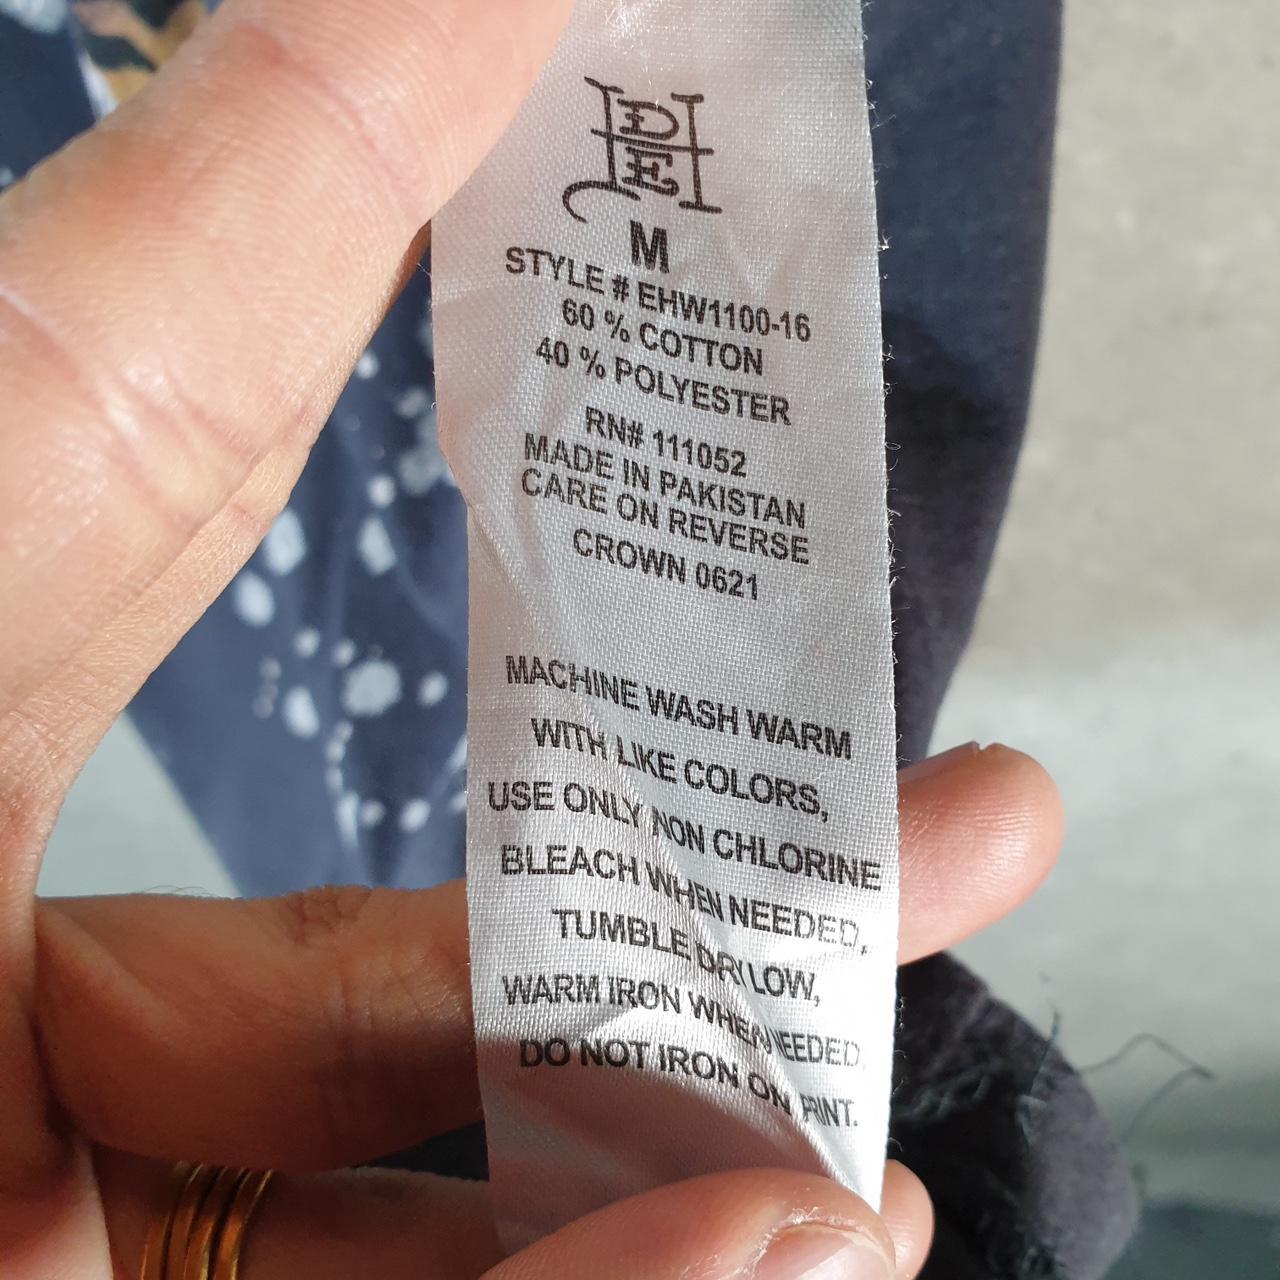 EDH
M
STYLE # EHW1100-16
60 % COTTON
40 % POLYESTER
RN# 111052
MADE IN PAKISTAN
CARE ON REVERSE
CROWN 0621
MACHINE WASH WARM
WITH LIKE COLORS,
USE ONLY NON CHLORINE
BLEACH WHEN NEEDED,
TUMBLE DRY LOW,
WARM IRON WHEN NEEDED,
DO NOT IRON ON PRINT.